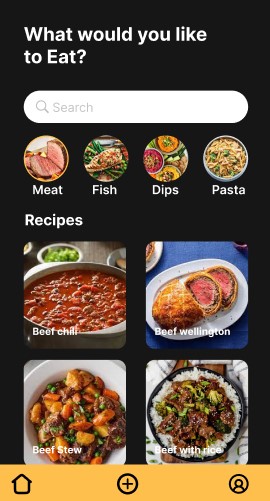 What would you like
to Eat?
Search
Meat
Fish
Dips
Pasta
Recipes
Beef chili
Beef wellington
Beef Stew
Beef with rice